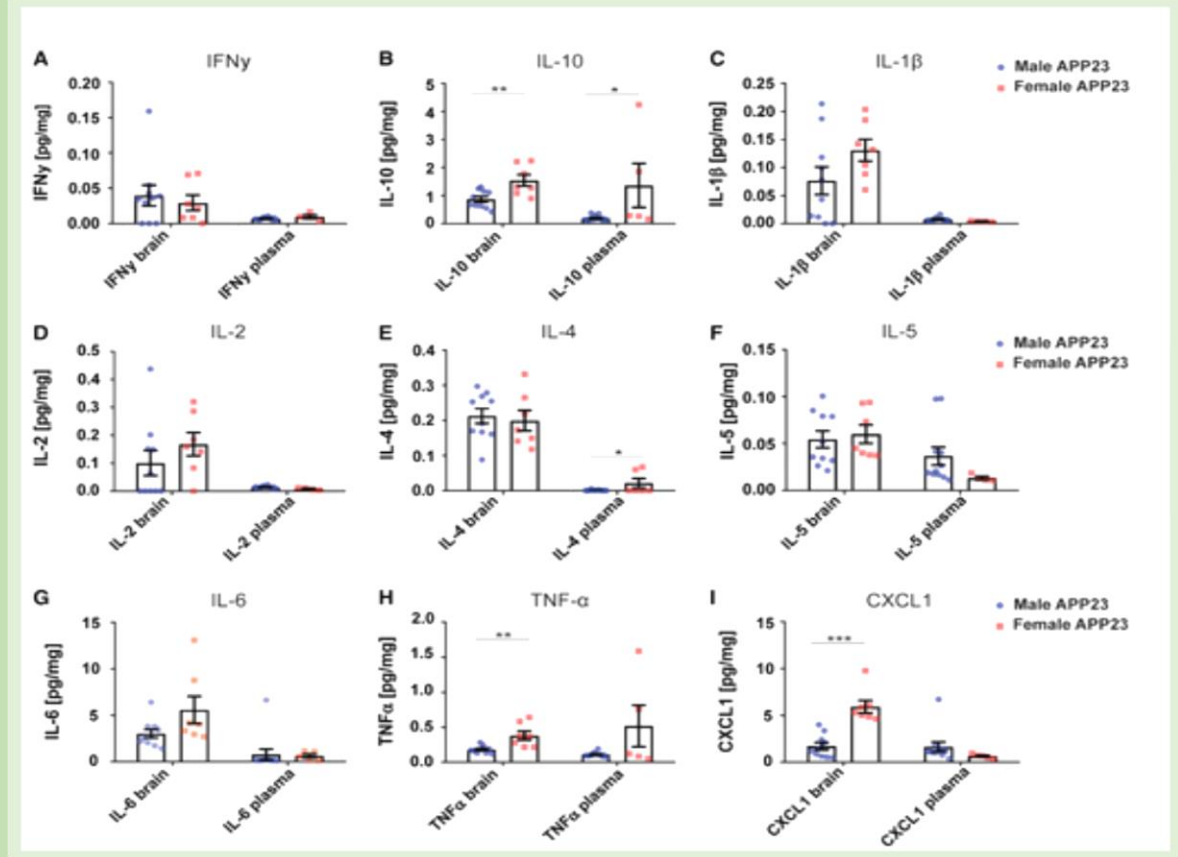 A IFNy
IFNy [pg/mg]
0.20
0.15
0.10
0.05
0.00
IFNy brain
IFNy plasma
B IL-10
IL-10 [pg/mg]
5
4
3
2
1
0
**
*
IL-10 brain
IL-10 plasma
C IL-1β
IL-1β [pg/mg]
0.25
0.20
0.15
0.10
0.05
0.00
IL-1β brain
IL-1β plasma
Male APP23
Female APP23
D IL-2
IL-2 [pg/mg]
0.5
0.4
0.3
0.2
0.1
0.0
IL-2 brain
IL-2 plasma
E IL-4
IL-4 [pg/mg]
0.4
0.3
0.2
0.1
0.0
*
IL-4 brain
IL-4 plasma
F IL-5
IL-5 [pg/mg]
0.15
0.10
0.05
0.00
IL-5 brain
IL-5 plasma
Male APP23
Female APP23
G IL-6
IL-6 [pg/mg]
15
10
5
0
IL-6 brain
IL-6 plasma
H TNF-α
TNFα [pg/mg]
2.0
1.5
1.0
0.5
0.0
**
TNFα brain
TNFα plasma
I CXCL1
CXCL1 [pg/mg]
15
10
5
0
***
CXCL1 brain
CXCL1 plasma
Male APP23
Female APP23